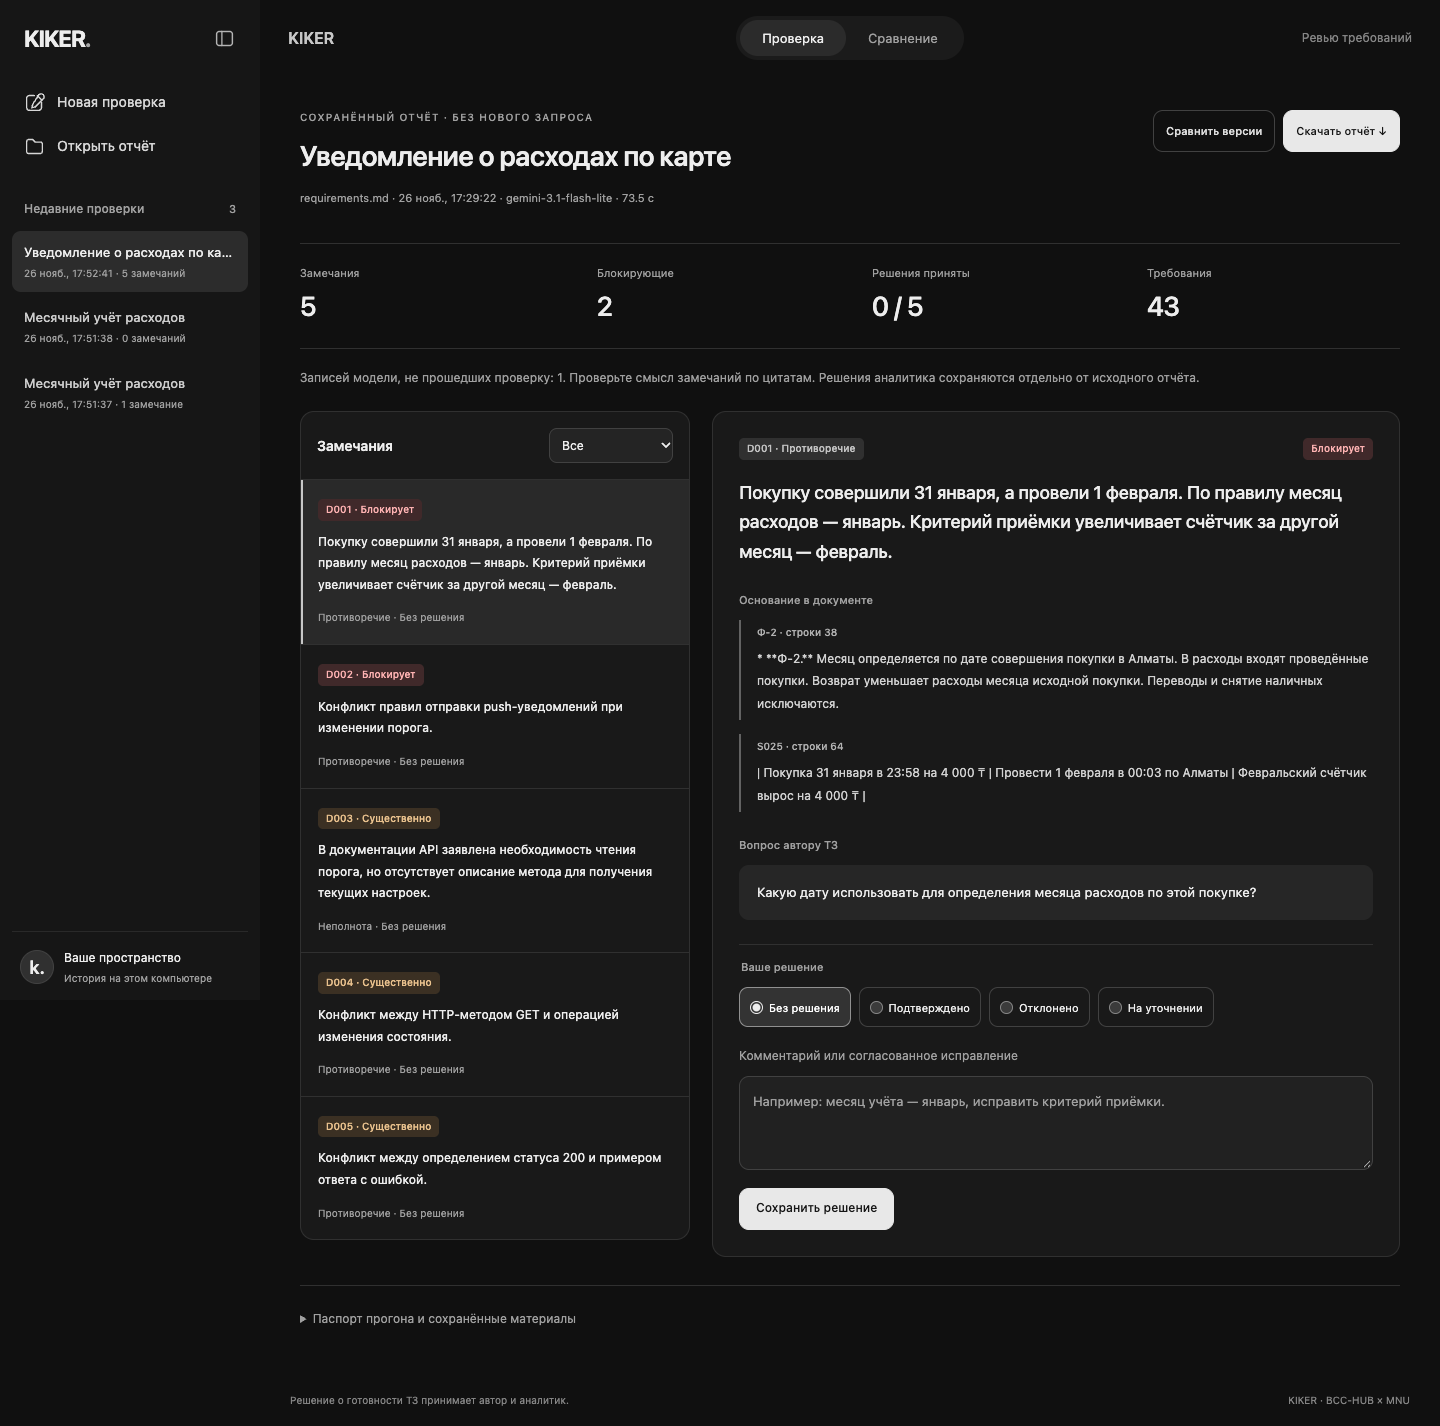 KIKER.
Новая проверка
Открыть отчёт
Недавние проверки 3
Уведомление о расходах по ка...
26 нояб., 17:52:41 · 5 замечаний
Месячный учёт расходов
26 нояб., 17:51:38 · 0 замечаний
Месячный учёт расходов
26 нояб., 17:51:37 · 1 замечание
k.
Ваше пространство
История на этом компьютере
KIKER
Проверка Сравнение
Ревью требований
СОХРАНЁННЫЙ ОТЧЁТ · БЕЗ НОВОГО ЗАПРОСА
Уведомление о расходах по карте
requirements.md · 26 нояб., 17:29:22 · gemini-3.1-flash-lite · 73.5 с
Сравнить версии
Скачать отчёт ↓
Замечания
5
Блокирующие
2
Решения приняты
0 / 5
Требования
43
Записей модели, не прошедших проверку: 1. Проверьте смысл замечаний по цитатам. Решения аналитика сохраняются отдельно от исходного отчёта.
Замечания
Все
D001 · Блокирует
Покупку совершили 31 января, а провели 1 февраля. По
правилу месяц расходов — январь. Критерий приёмки
увеличивает счётчик за другой месяц — февраль.
Противоречие · Без решения
D002 · Блокирует
Конфликт правил отправки push-уведомлений при
изменении порога.
Противоречие · Без решения
D003 · Существенно
В документации API заявлена необходимость чтения
порога, но отсутствует описание метода для получения
текущих настроек.
Неполнота · Без решения
D004 · Существенно
Конфликт между HTTP-методом GET и операцией
изменения состояния.
Противоречие · Без решения
D005 · Существенно
Конфликт между определением статуса 200 и примером
ответа с ошибкой.
Противоречие · Без решения
D001 · Противоречие
Блокирует
Покупку совершили 31 января, а провели 1 февраля. По правилу месяц
расходов — январь. Критерий приёмки увеличивает счётчик за другой
месяц — февраль.
Основание в документе
Ф-2 · строки 38
* **Ф-2.** Месяц определяется по дате совершения покупки в Алматы. В расходы входят проведённые
покупки. Возврат уменьшает расходы месяца исходной покупки. Переводы и снятие наличных
исключаются.
S025 · строки 64
| Покупка 31 января в 23:58 на 4 000 ₸ | Провести 1 февраля в 00:03 по Алматы | Февральский счётчик
вырос на 4 000 ₸ |
Вопрос автору ТЗ
Какую дату использовать для определения месяца расходов по этой покупке?
Ваше решение
Без решения
Подтверждено
Отклонено
На уточнении
Комментарий или согласованное исправление
Например: месяц учёта — январь, исправить критерий приёмки.
Сохранить решение
Паспорт прогона и сохранённые материалы
Решение о готовности ТЗ принимает автор и аналитик.
KIKER · BCC-HUB × MNU